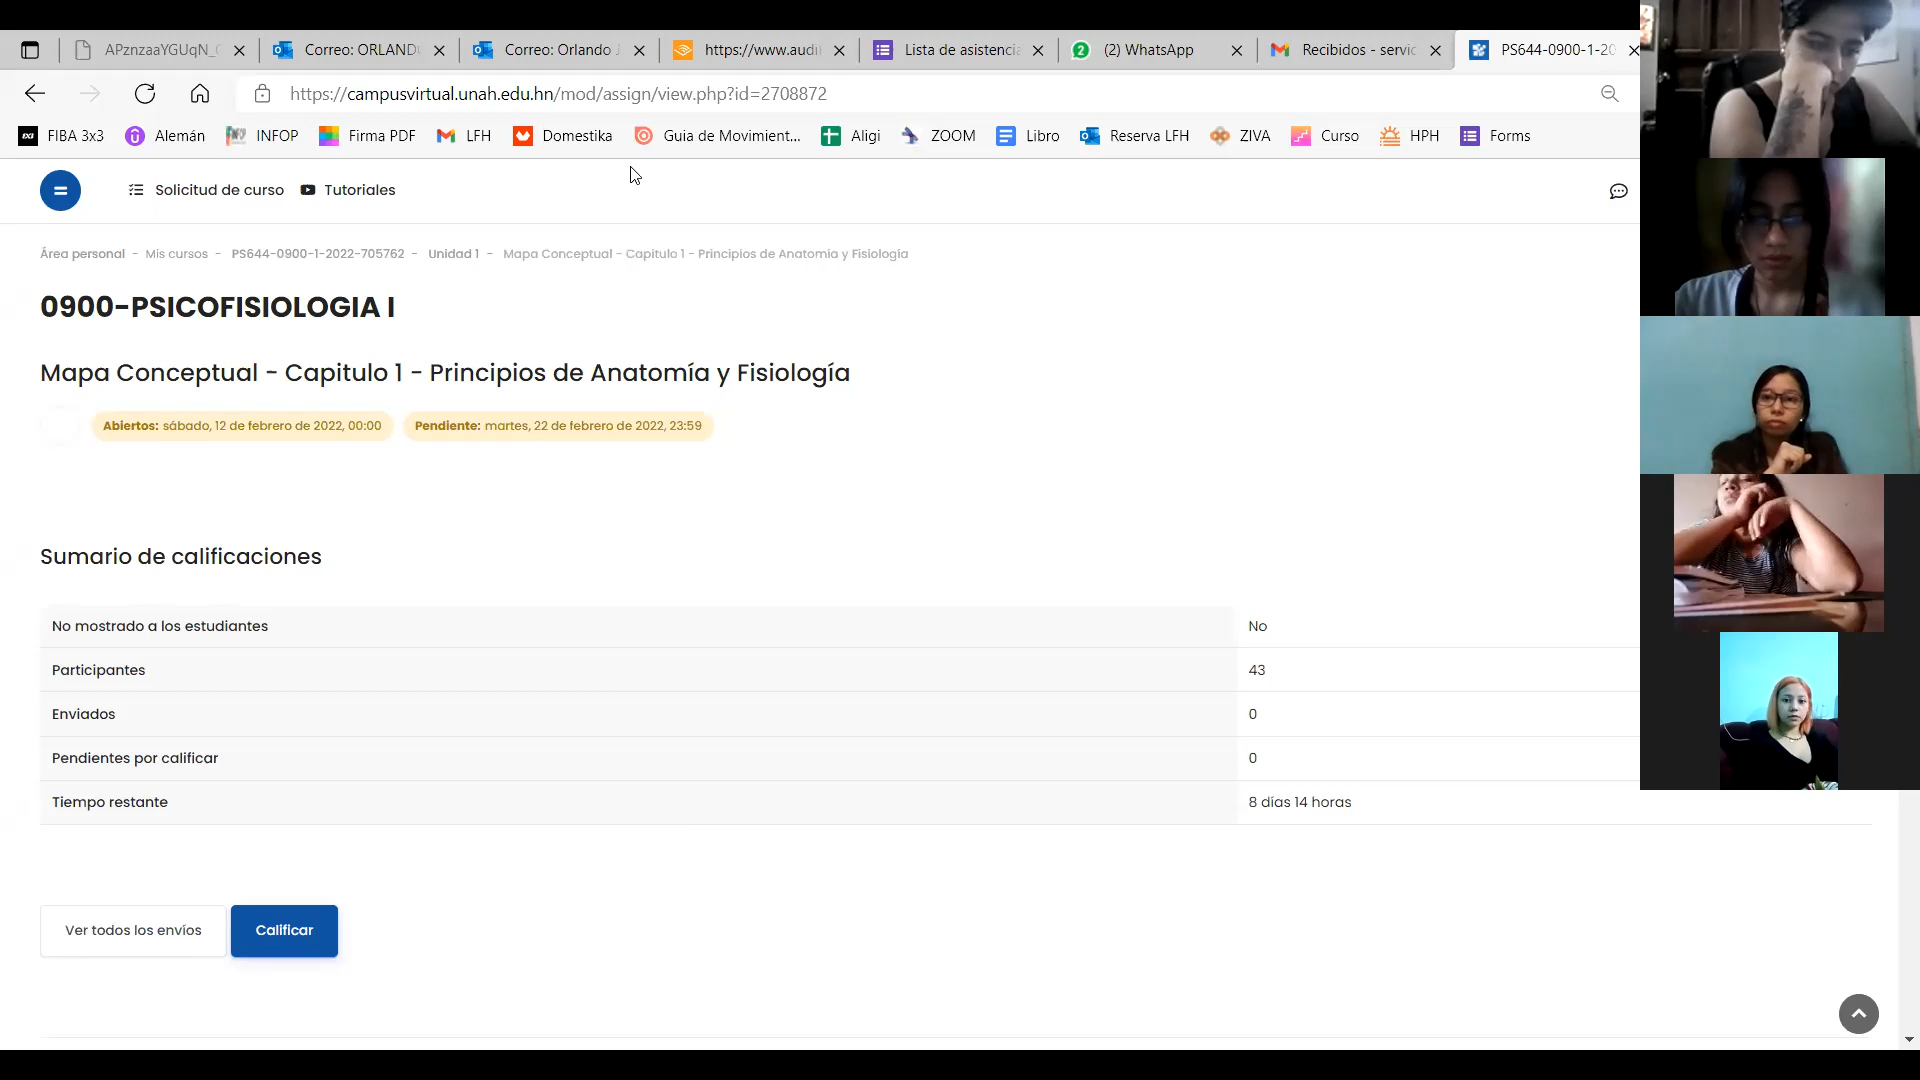 APznzaaYGUqN_ Correo: ORLAND Correo: Orlando https://www.audi Lista de asistencia (2) WhatsApp Recibidos - servic PS644-0900-1-20
https://campusvirtual.unah.edu.hn/mod/assign/view.php?id=2708872
FIBA 3x3 Alemán INFOP Firma PDF LFH Domestika Guia de Movimient... Aligi ZOOM Libro Reserva LFH ZIVA Curso HPH Forms
Solicitud de curso Tutoriales
Área personal - Mis cursos - PS644-0900-1-2022-705762 - Unidad 1 - Mapa Conceptual - Capitulo 1 - Principios de Anatomía y Fisiología
0900-PSICOFISIOLOGIA I
Mapa Conceptual - Capitulo 1 - Principios de Anatomía y Fisiología
Abiertos: sábado, 12 de febrero de 2022, 00:00 Pendiente: martes, 22 de febrero de 2022, 23:59
Sumario de calificaciones
No mostrado a los estudiantes No
Participantes 43
Enviados 0
Pendientes por calificar 0
Tiempo restante 8 días 14 horas
Ver todos los envíos Calificar